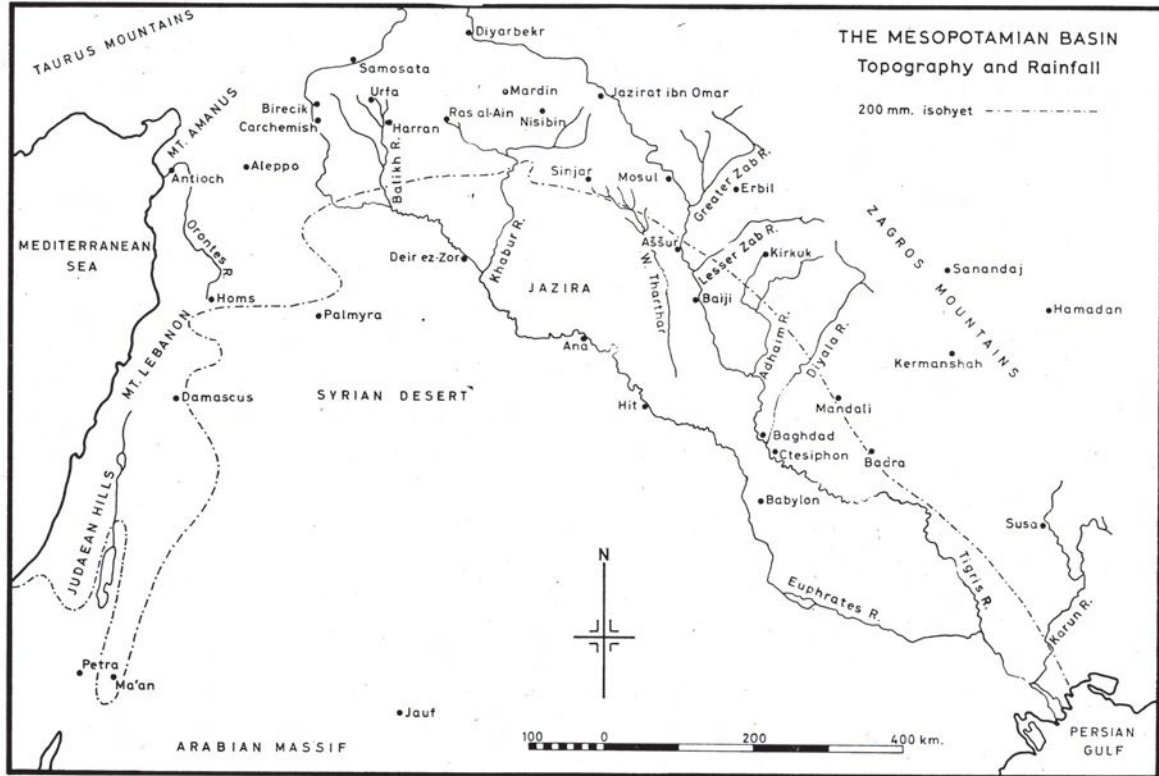 THE MESOPOTAMIAN BASIN
Topography and Rainfall
200 mm. isohyet
TAURUS MOUNTAINS
Diyarbekr
Samosata
Urfa
Mardin
Jazirat ibn Omar
Birecik
Carchemish
Harran
Ras al-Ain
Nisibin
MT. AMANUS
Aleppo
Antioch
Balikh R.
Sinjar
Mosul
Greater Zab R.
Erbil
Orontes R.
MEDITERRANEAN
SEA
Khabur R.
Deir ez-Zor
Aššur
Lesser Zab R.
Kirkuk
ZAGROS MOUNTAINS
Sanandaj
Homs
Palmyra
JAZIRA
W. Tharthar
Baiji
Hamadan
MT. LEBANON
Ana
Adhaim R.
Diyala R.
Kermanshah
Damascus
SYRIAN DESERT
Hit
Mandali
Baghdad
Ctesiphon
Badra
JUDAEAN HILLS
Babylon
Susa
N
Euphrates R.
Tigris R.
Karun R.
Petra
Ma'an
Jauf
ARABIAN MASSIF
100 0 200 400 km.
PERSIAN
GULF